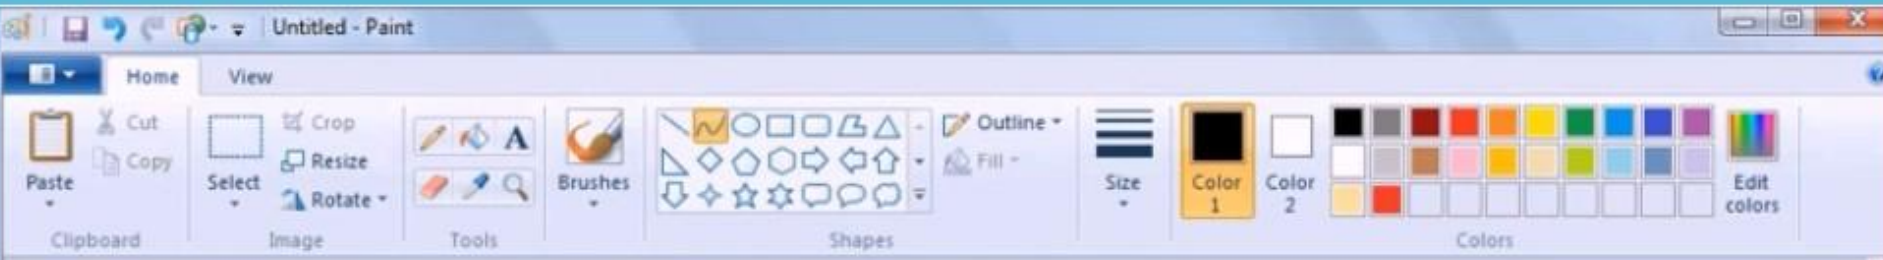 Untitled - Paint
Home View
Paste
Cut
Copy
Clipboard
Select
Crop
Resize
Rotate
Image
A
Tools
Brushes
Outline
Fill
Shapes
Size
Color
1
Color
2
Edit
colors
Colors